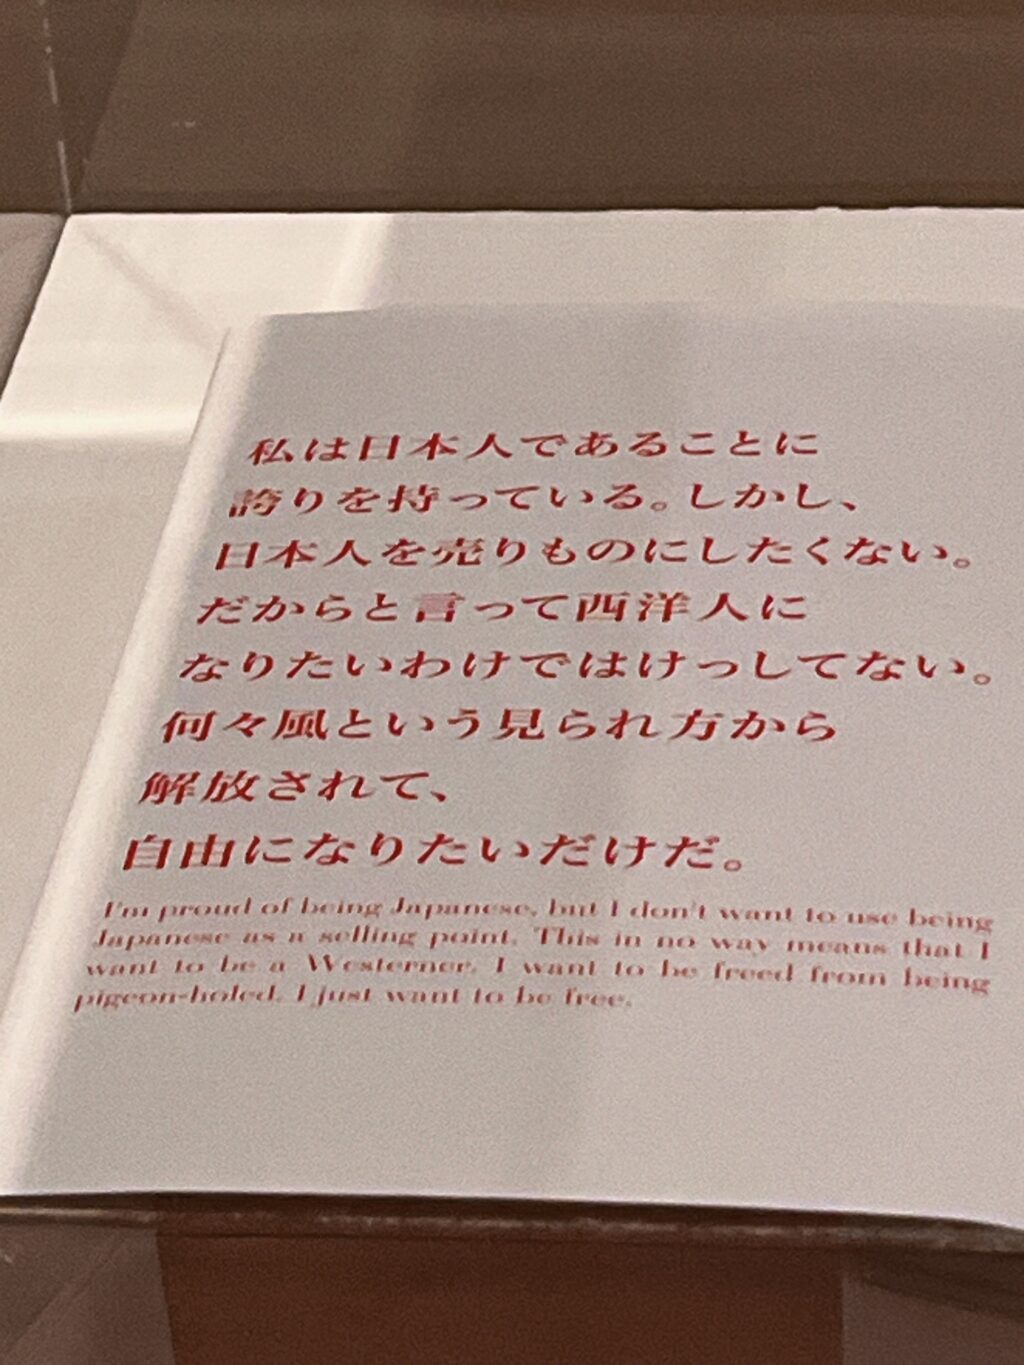 私は日本人であることに
誇りを持っている。しかし、
日本人を売りものにしたくない。
だからと言って西洋人に
なりたいわけではけっしてない。
何々風という見られ方から
解放されて、
自由になりたいだけだ。
I'm proud of being Japanese, but I don't want to use being
Japanese as a selling point. This in no way means that I
want to be a Westerner. I want to be freed from being
pigeon-holed. I just want to be free.